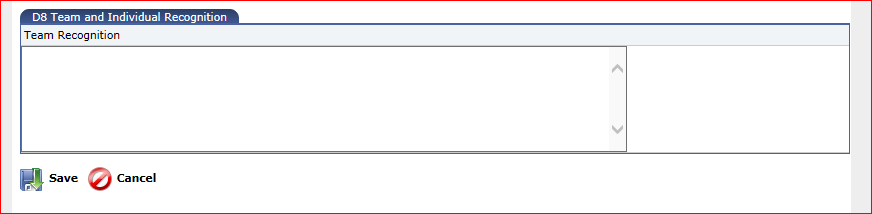 D8 Team and Individual Recognition
Team Recognition
Save Cancel